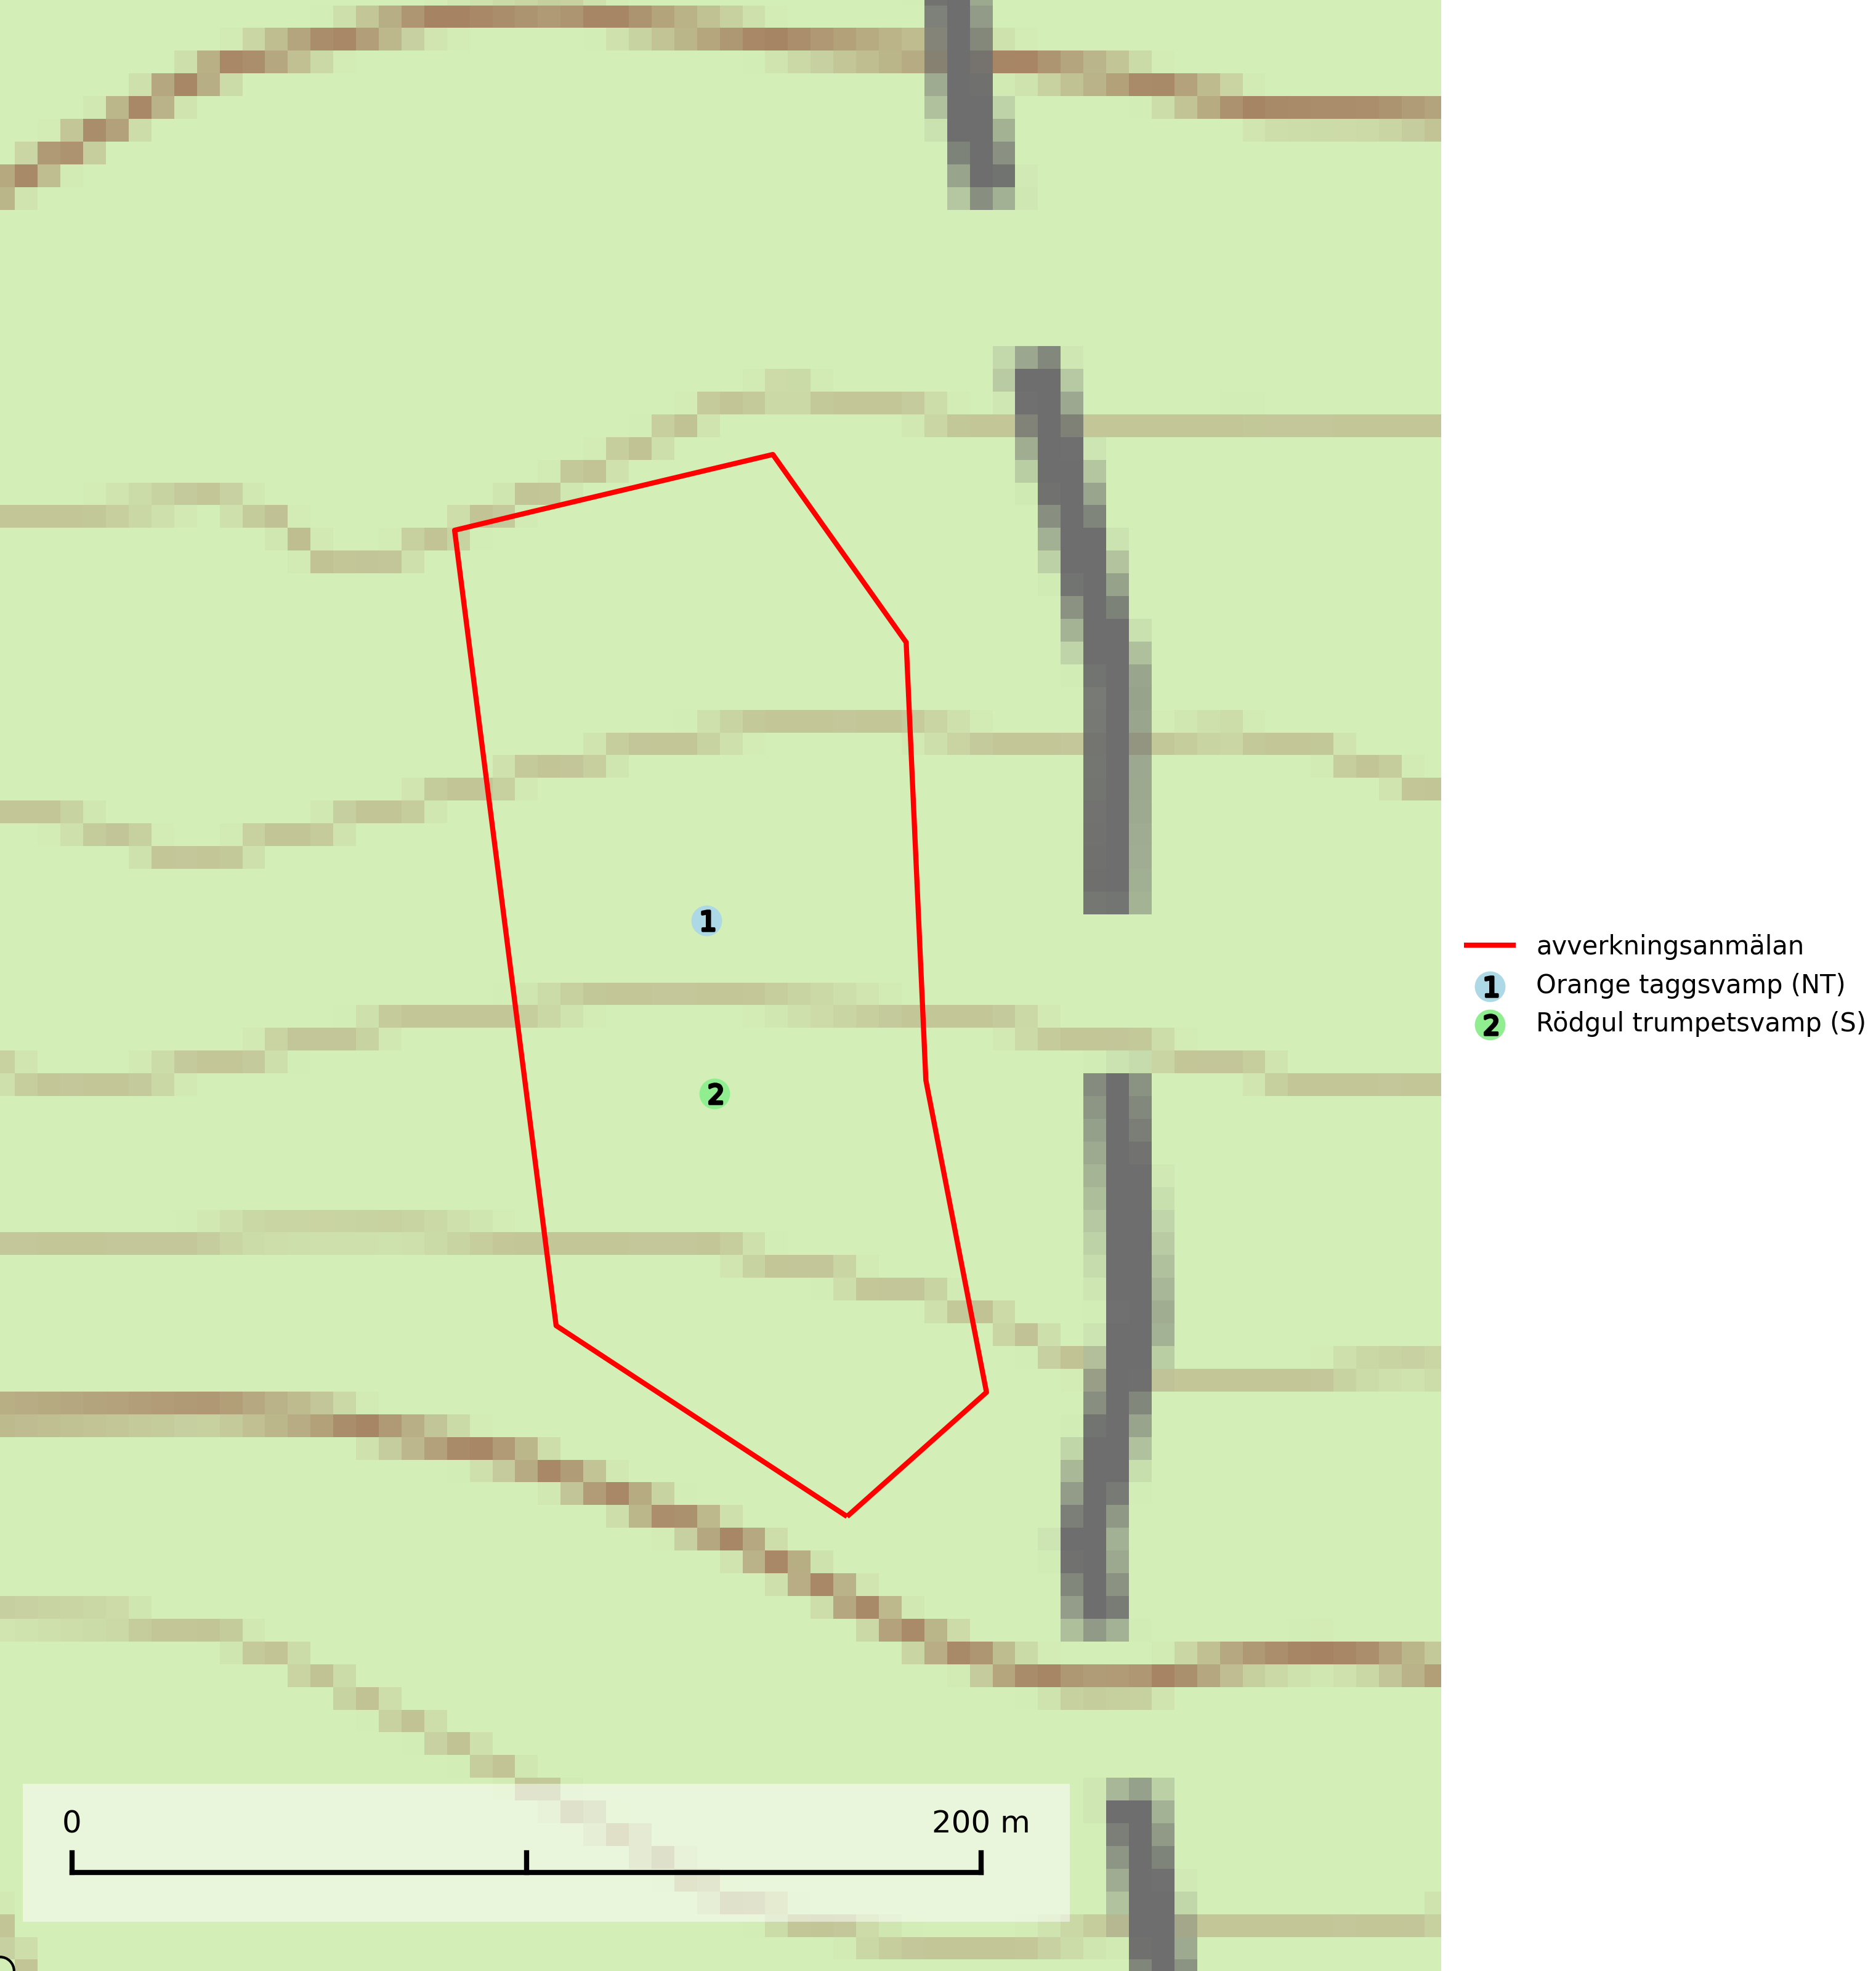 1
2
avverkningsanmälan
1 Orange taggsvamp (NT)
2 Rödgul trumpetsvamp (S)
0 200 m